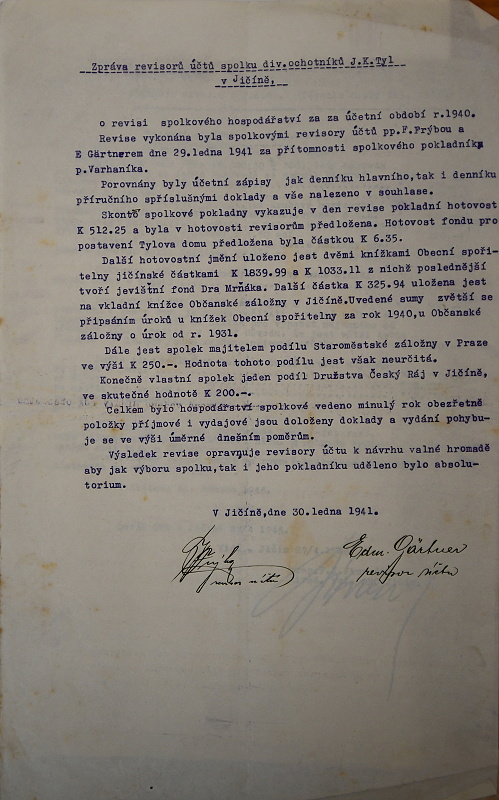 Zpráva revisorů účtů spolku div.ochotníků J.K.Tyl
v Jičíně.
o revisi spolkového hospodářství za za účetní období r.1940.
Revise vykonána byla spolkovými revisory účtů pp.F.Frýbou a
E Gärtnerem dne 29.ledna 1941 za přítomnosti spolkového pokladníka
p.Varhaníka.
Porovnány byly účetní zápisy jak denníku hlavního,tak i denníku
příručního spříslušnými doklady a vše nalezeno v souhlase.
Skonto spolkové pokladny vykazuje v den revise pokladní hotovost
K 512.25 a byla v hotovosti revisorům předložena. Hotovost fondu pro
postavení Tylova domu předložena byla částkou K 6.35.
Další hotovostní jmění uloženo jest dvěmi knížkami Obecní spoři-
telny jičínské částkami K 1839.99 a K 1033.11 z nichž poslednější
tvoří jevištní fond Dra Mrňáka. Další částka K 325.94 uložena jest
na vkladní knížce Občanské záložny v Jičíně.Uvedené sumy zvětší se
připsáním úroků u knížek Obecní spořitelny za rok 1940,u Občanské
záložny o úrok od r. 1931.
Dále jest spolek majitelem podílu Staroměstské záložny v Praze
ve výši K 250.-. Hodnota tohoto podílu jest však neurčitá.
Konečně vlastní spolek jeden podíl Družstva Český Ráj v Jičíně,
ve skutečné hodnotě K 200.-.
Celkem bylo hospodářství spolkové vedeno minulý rok obezřetně
položky příjmové i vydajové jsou doloženy doklady a vydání pohybu-
je se ve výši úměrné dnešním poměrům.
Výsledek revise opravňuje revisory účtu k návrhu valné hromadě
aby jak výboru spolku,tak i jeho pokladníku uděleno bylo absolu-
torium.
V Jičíně,dne 30.ledna 1941.
Edm. Gärtner
revisor účtů
revisor účtů